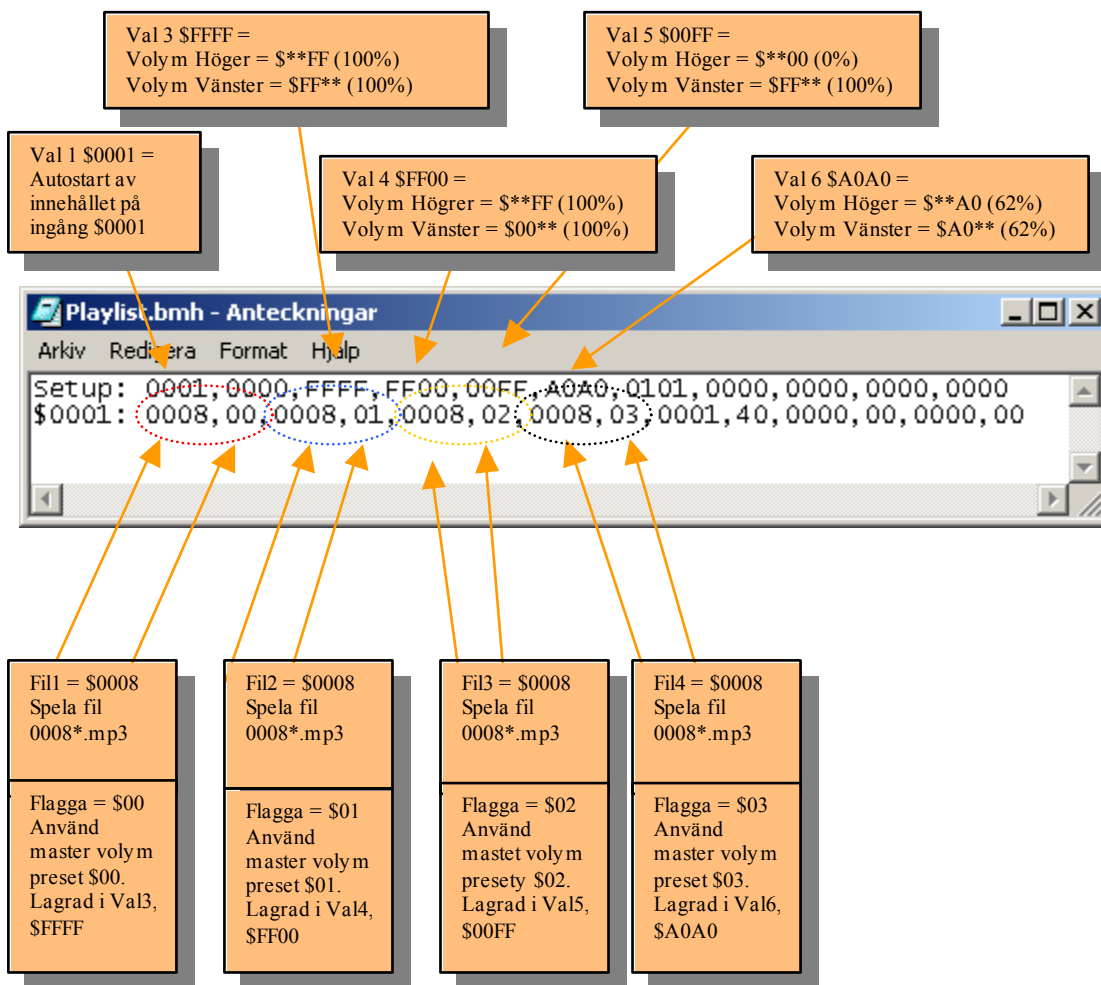 Val 3 $FFFF =
Volym Höger = $**FF (100%)
Volym Vänster = $FF** (100%)
Val 5 $00FF =
Volym Höger = $**00 (0%)
Volym Vänster = $FF** (100%)
Val 1 $0001 =
Autostart av
innehållet på
ingång $0001
Val 4 $FF00 =
Volym Högrer = $**FF (100%)
Volym Vänster = $00** (100%)
Val 6 $A0A0 =
Volym Höger = $**A0 (62%)
Volym Vänster = $A0** (62%)
Playlist.bmh - Anteckningar
Arkiv Redigera Format Hjälp
Setup: 0001,0000,FFFF,FF00,00FF,A0A0,0101,0000,0000,0000,0000
$0001: 0008,00,0008,01,0008,02,0008,03,0001,40,0000,00,0000,00
Fil1 = $0008
Spela fil
0008*.mp3
Flagga = $00
Använd
master volym
preset $00.
Lagrad i Val3,
$FFFF
Fil2 = $0008
Spela fil
0008*.mp3
Flagga = $01
Använd
master volym
preset $01.
Lagrad i Val4,
$FF00
Fil3 = $0008
Spela fil
0008*.mp3
Flagga = $02
Använd
mastet volym
presety $02.
Lagrad i Val5,
$00FF
Fil4 = $0008
Spela fil
0008*.mp3
Flagga = $03
Använd
master volym
preset $03.
Lagrad i Val6,
$A0A0